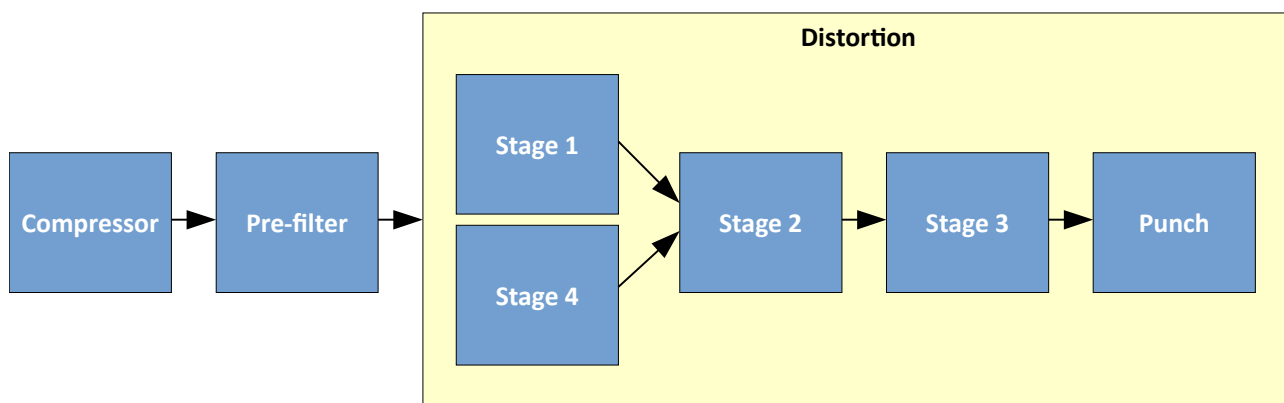 Distortion
Compressor
Pre-filter
Stage 1
Stage 4
Stage 2
Stage 3
Punch